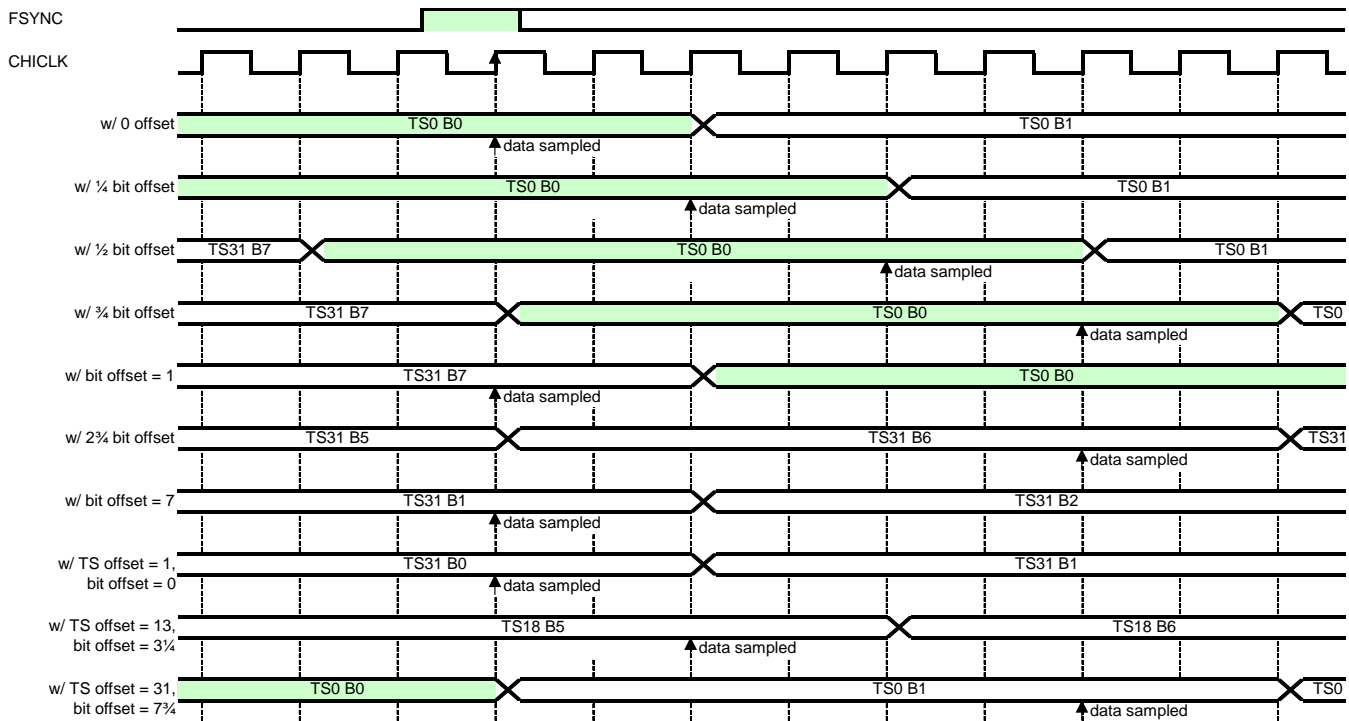 FSYNC
CHICLK
w/ 0 offset TS0 B0 TS0 B1
data sampled
w/ ¼ bit offset TS0 B0 TS0 B1
data sampled
w/ ½ bit offset TS31 B7 TS0 B0 TS0 B1
data sampled
w/ ¾ bit offset TS31 B7 TS0 B0 TS0
data sampled
w/ bit offset = 1 TS31 B7 TS0 B0
data sampled
w/ 2¾ bit offset TS31 B5 TS31 B6 TS31
data sampled
w/ bit offset = 7 TS31 B1 TS31 B2
data sampled
w/ TS offset = 1, TS31 B0 TS31 B1
bit offset = 0 data sampled
w/ TS offset = 13, TS18 B5 TS18 B6
bit offset = 3¼ data sampled
w/ TS offset = 31, TS0 B0 TS0 B1 TS0
bit offset = 7¾ data sampled